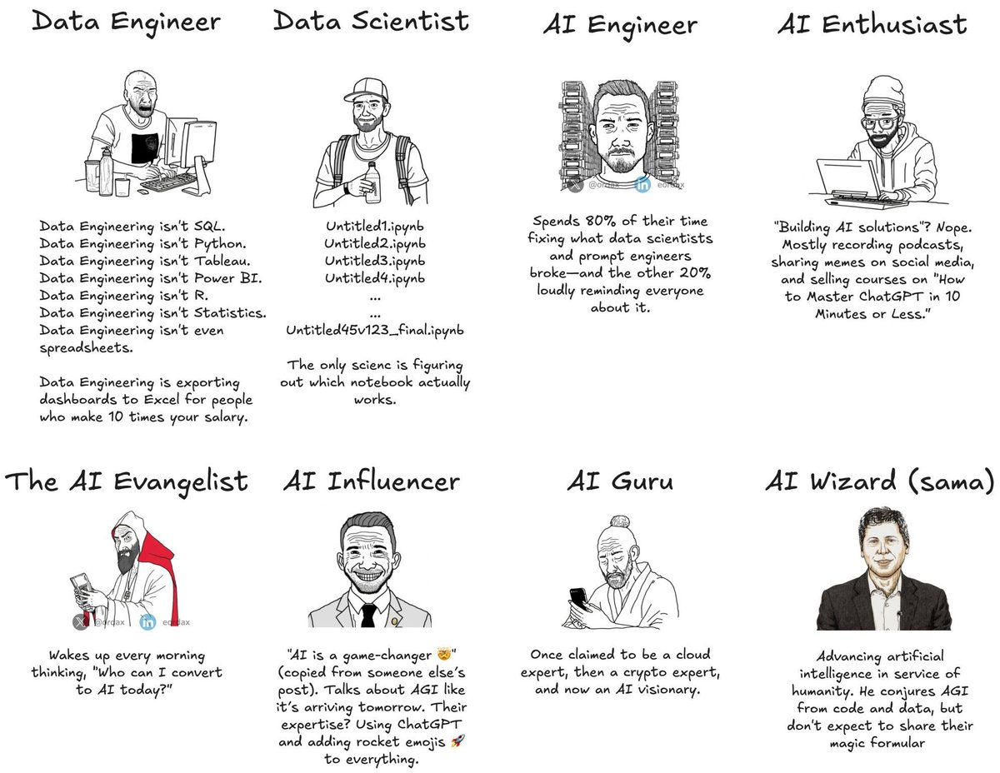 Data Engineer
Data Engineering isn't SQL.
Data Engineering isn't Python.
Data Engineering isn't Tableau.
Data Engineering isn't Power BI.
Data Engineering isn't R.
Data Engineering isn't Statistics.
Data Engineering isn't even
spreadsheets.
Data Engineering is exporting
dashboards to Excel for people
who make 10 times your salary.
Data Scientist
Untitled1.ipynb
Untitled2.ipynb
Untitled3.ipynb
Untitled4.ipynb
...
...
Untitled45v123_final.ipynb
The only scienc is figuring
out which notebook actually
works.
AI Engineer
@ordax in eordax
Spends 80% of their time
fixing what data scientists
and prompt engineers
broke—and the other 20%
loudly reminding everyone
about it.
AI Enthusiast
"Building AI solutions"? Nope.
Mostly recording podcasts,
sharing memes on social media,
and selling courses on "How
to Master ChatGPT in 10
Minutes or Less."
The AI Evangelist
@ordax in eordax
Wakes up every morning
thinking, "Who can I convert
to AI today?"
AI Influencer
"AI is a game-changer 🤯"
(copied from someone else's
post). Talks about AGI like
it's arriving tomorrow. Their
expertise? Using ChatGPT
and adding rocket emojis 🚀
to everything.
AI Guru
Once claimed to be a cloud
expert, then a crypto expert,
and now an AI visionary.
AI Wizard (sama)
Advancing artificial
intelligence in service of
humanity. He conjures AGI
from code and data, but
don't expect to share their
magic formular